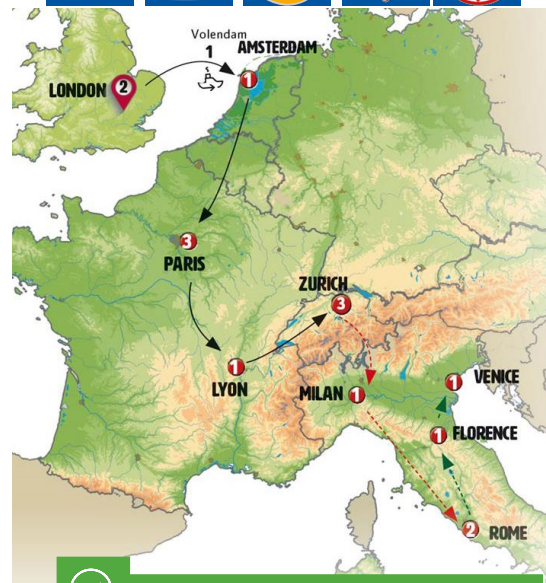 Volendam
1
AMSTERDAM
1
LONDON
2
3
PARIS
ZURICH
3
1
LYON
MILAN
1
1
VENICE
1
FLORENCE
2
ROME